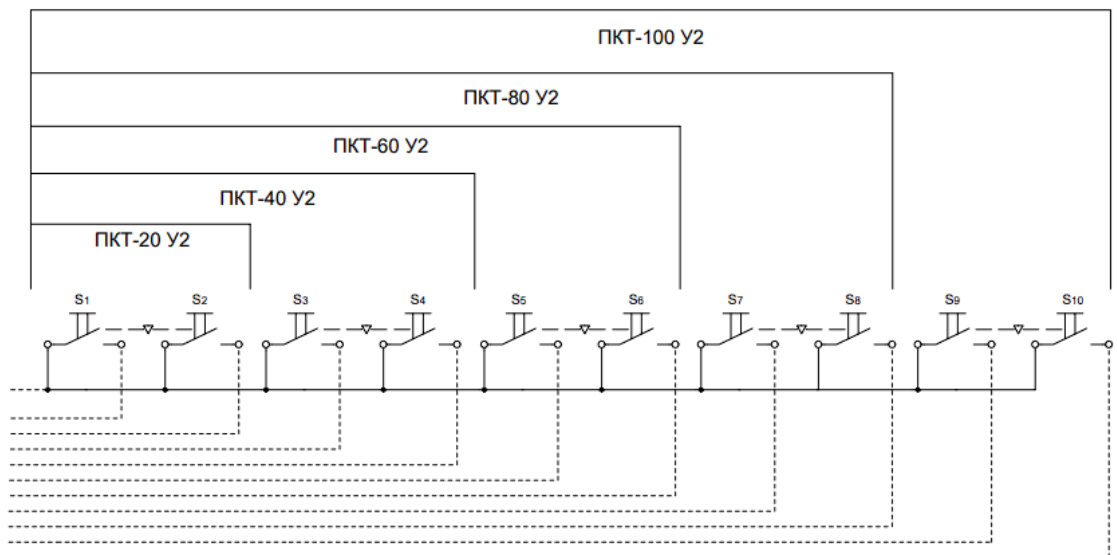 ПКТ-100 У2
ПКТ-80 У2
ПКТ-60 У2
ПКТ-40 У2
ПКТ-20 У2
S1 S2 S3 S4 S5 S6 S7 S8 S9 S10